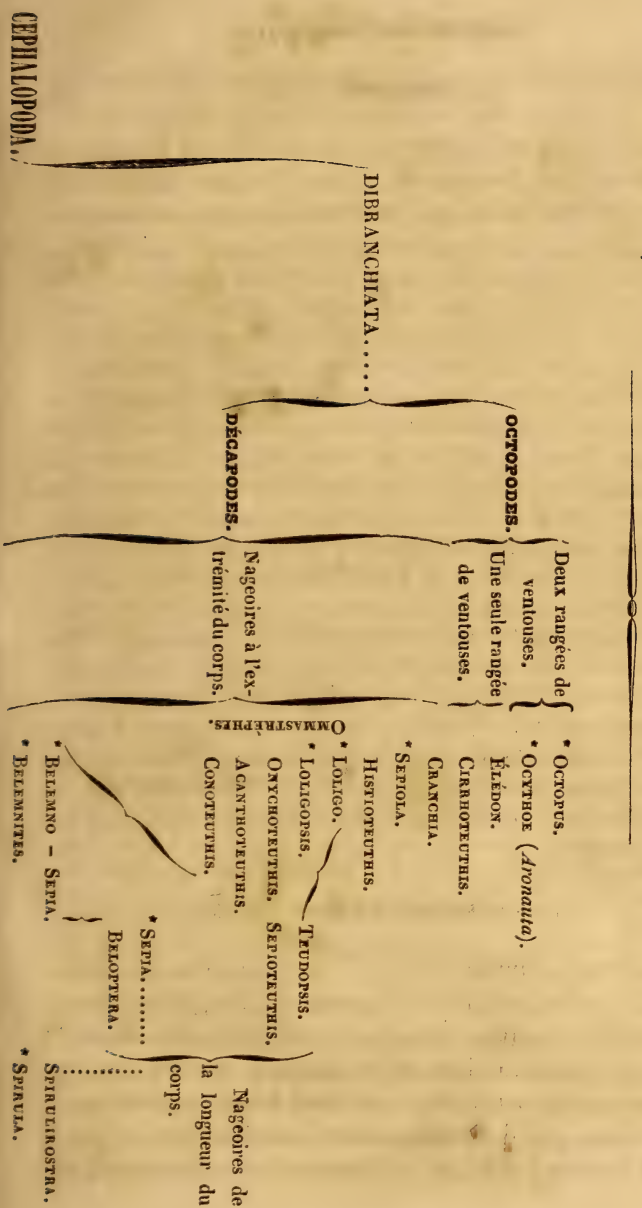 CEPHALOPODA.
DIBRANCHIATA......
OCTOPODES.
Deux rangées de
ventouses.
* OCTOPUS.
* OCYTHOE (Aronauta).
Une seule rangée
de ventouses.
ÉLÉDON.
CIRRHOTEUTHIS.
DÉCAPODES.
Nageoires à l'ex-
trémité du corps.
CRANCHIA.
* SEPIOLA.
HISTIOTEUTHIS.
OMMASTRÈPHES.
* LOLIGO.
* LOLIGOPSIS.
TEUDOPSIS.
ONYCHOTEUTHIS. SEPIOTEUTHIS.
ACANTHOTEUTHIS.
CONOTEUTHIS.
Nageoires de
la longueur du
corps.
* SEPIA.........
BELOPTERA.
* BELEMNO – SEPIA.
* BELEMNITES.
SPIRULIROSTRA.
* SPIRULA.